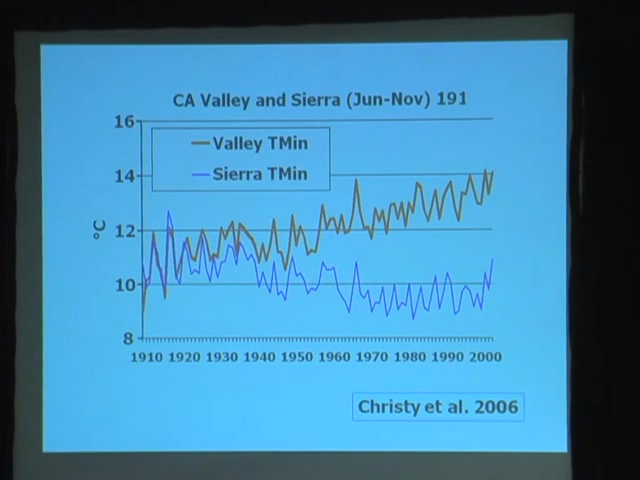 CA Valley and Sierra (Jun-Nov) 191
16
Valley TMin
Sierra TMin
14
°C
12
10
8
1910 1920 1930 1940 1950 1960 1970 1980 1990 2000
Christy et al. 2006